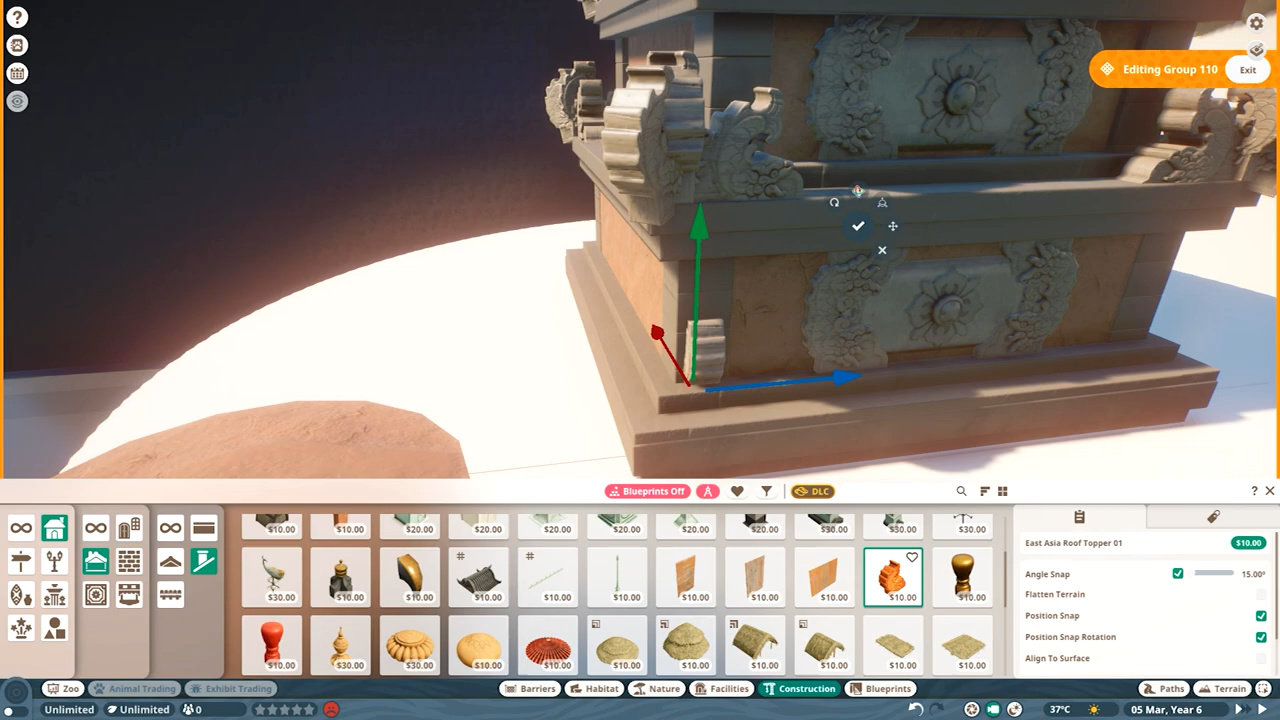 Editing Group 110
Exit
Blueprints Off
DLC
$10.00
$10.00
$20.00
$20.00
$20.00
$20.00
$20.00
$20.00
$30.00
$30.00
$30.00
$30.00
$10.00
$10.00
$10.00
$10.00
$10.00
$10.00
$10.00
$10.00
$10.00
$10.00
$10.00
$30.00
$30.00
$10.00
$10.00
$10.00
$10.00
$10.00
$10.00
$10.00
$10.00
East Asia Roof Topper 01
$10.00
Angle Snap
15.00°
Flatten Terrain
Position Snap
Position Snap Rotation
Align To Surface
Zoo
Animal Trading
Exhibit Trading
Barriers
Habitat
Nature
Facilities
Construction
Blueprints
Paths
Terrain
Unlimited
Unlimited
0
37°C
05 Mar, Year 6